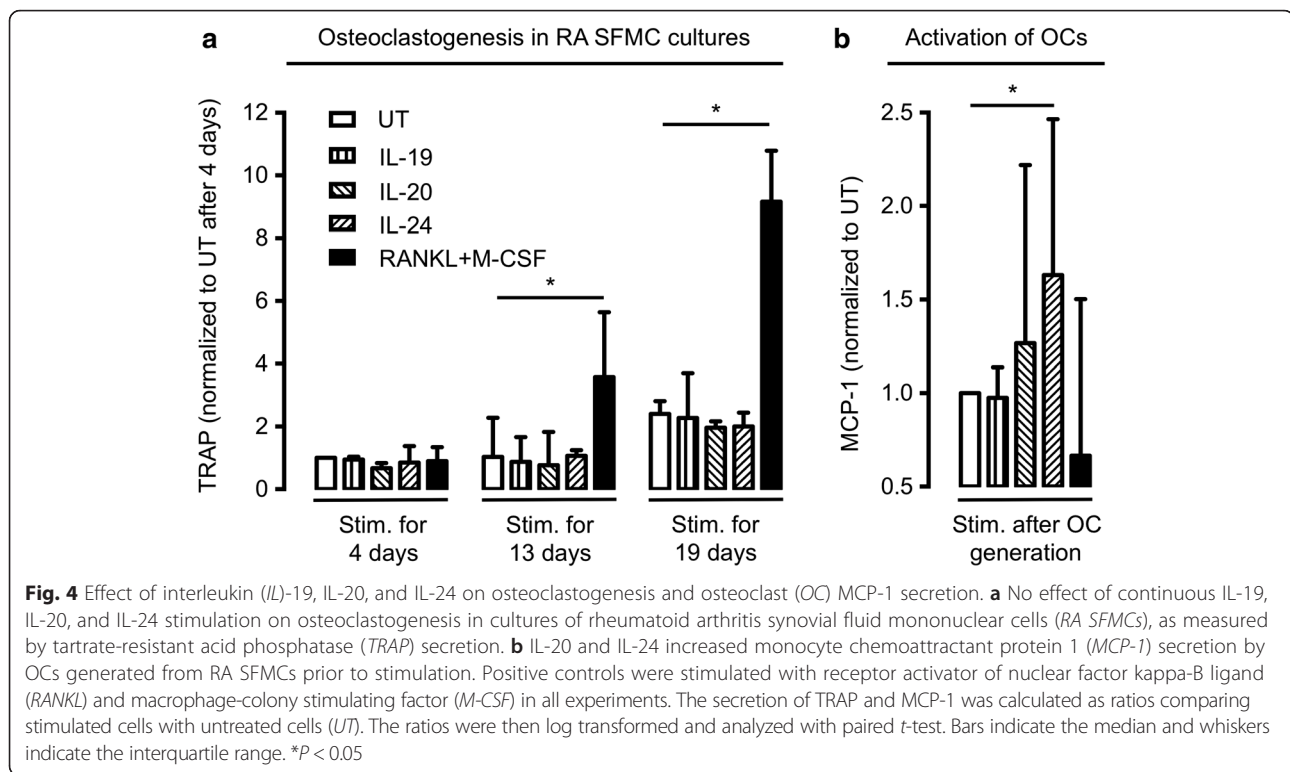 a Osteoclastogenesis in RA SFMC cultures
TRAP (normalized to UT after 4 days)
12
10
8
6
4
2
0
UT
IL-19
IL-20
IL-24
RANKL+M-CSF
*
*
Stim. for
4 days
Stim. for
13 days
Stim. for
19 days
b Activation of OCs
MCP-1 (normalized to UT)
2.5
2.0
1.5
1.0
0.5
*
Stim. after OC
generation
Fig. 4 Effect of interleukin (IL)-19, IL-20, and IL-24 on osteoclastogenesis and osteoclast (OC) MCP-1 secretion. a No effect of continuous IL-19,
IL-20, and IL-24 stimulation on osteoclastogenesis in cultures of rheumatoid arthritis synovial fluid mononuclear cells (RA SFMCs), as measured
by tartrate-resistant acid phosphatase (TRAP) secretion. b IL-20 and IL-24 increased monocyte chemoattractant protein 1 (MCP-1) secretion by
OCs generated from RA SFMCs prior to stimulation. Positive controls were stimulated with receptor activator of nuclear factor kappa-B ligand
(RANKL) and macrophage-colony stimulating factor (M-CSF) in all experiments. The secretion of TRAP and MCP-1 was calculated as ratios comparing
stimulated cells with untreated cells (UT). The ratios were then log transformed and analyzed with paired t-test. Bars indicate the median and whiskers
indicate the interquartile range. *P < 0.05